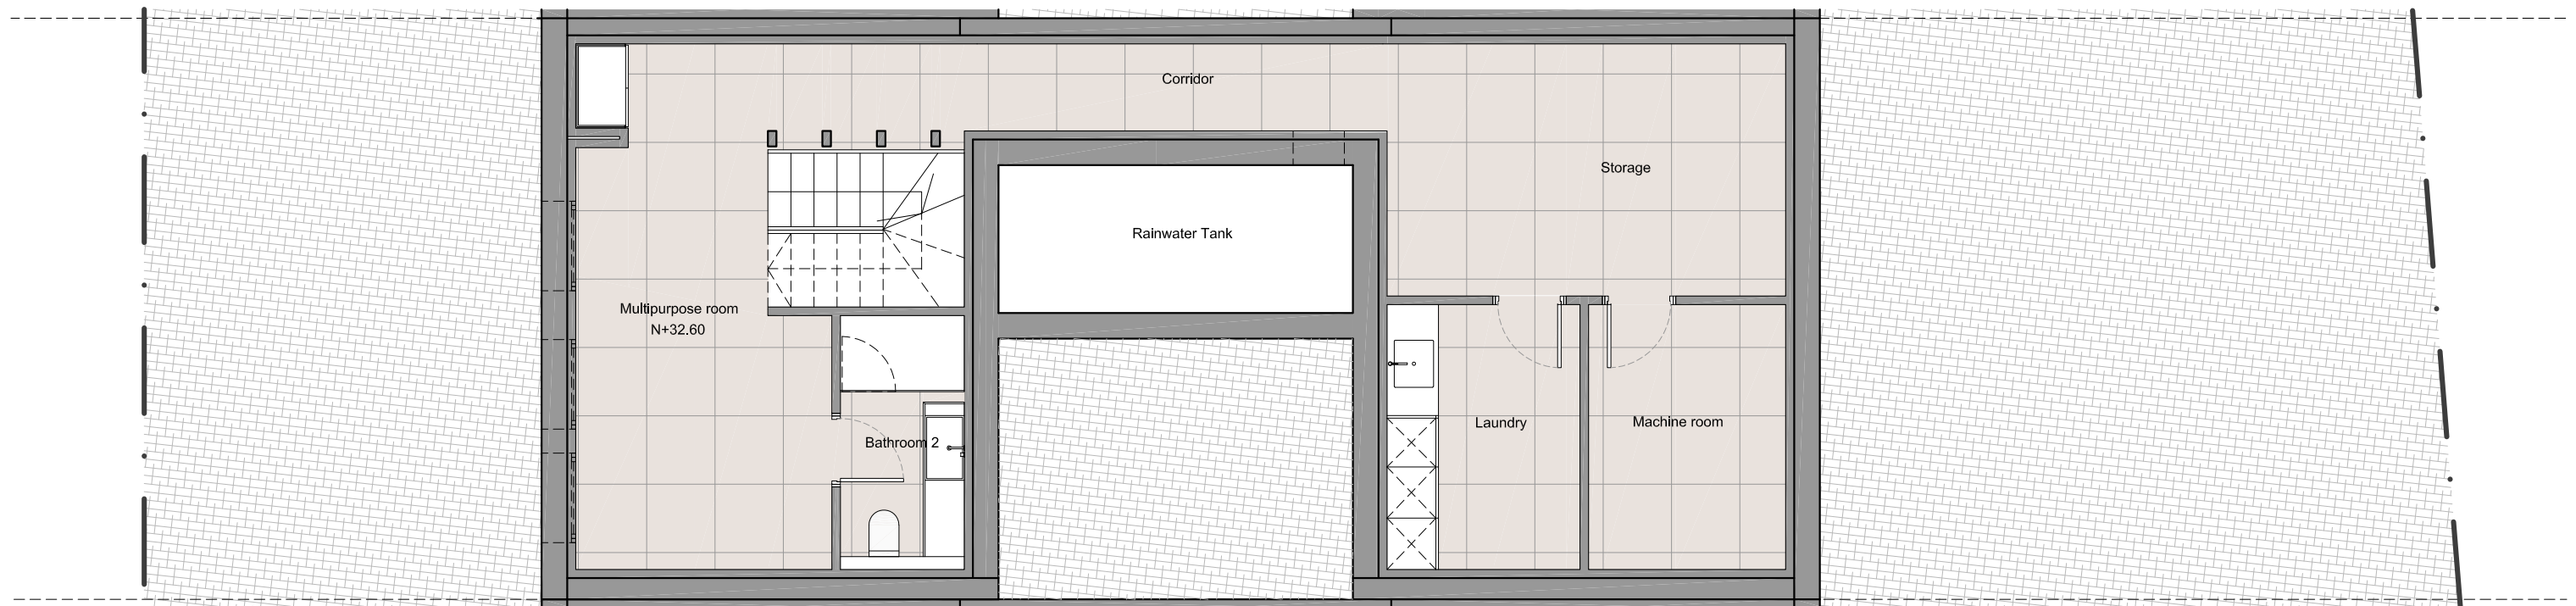 Corridor
Storage
Rainwater Tank
Multipurpose room
N+32.60
Bathroom 2
Laundry
Machine room